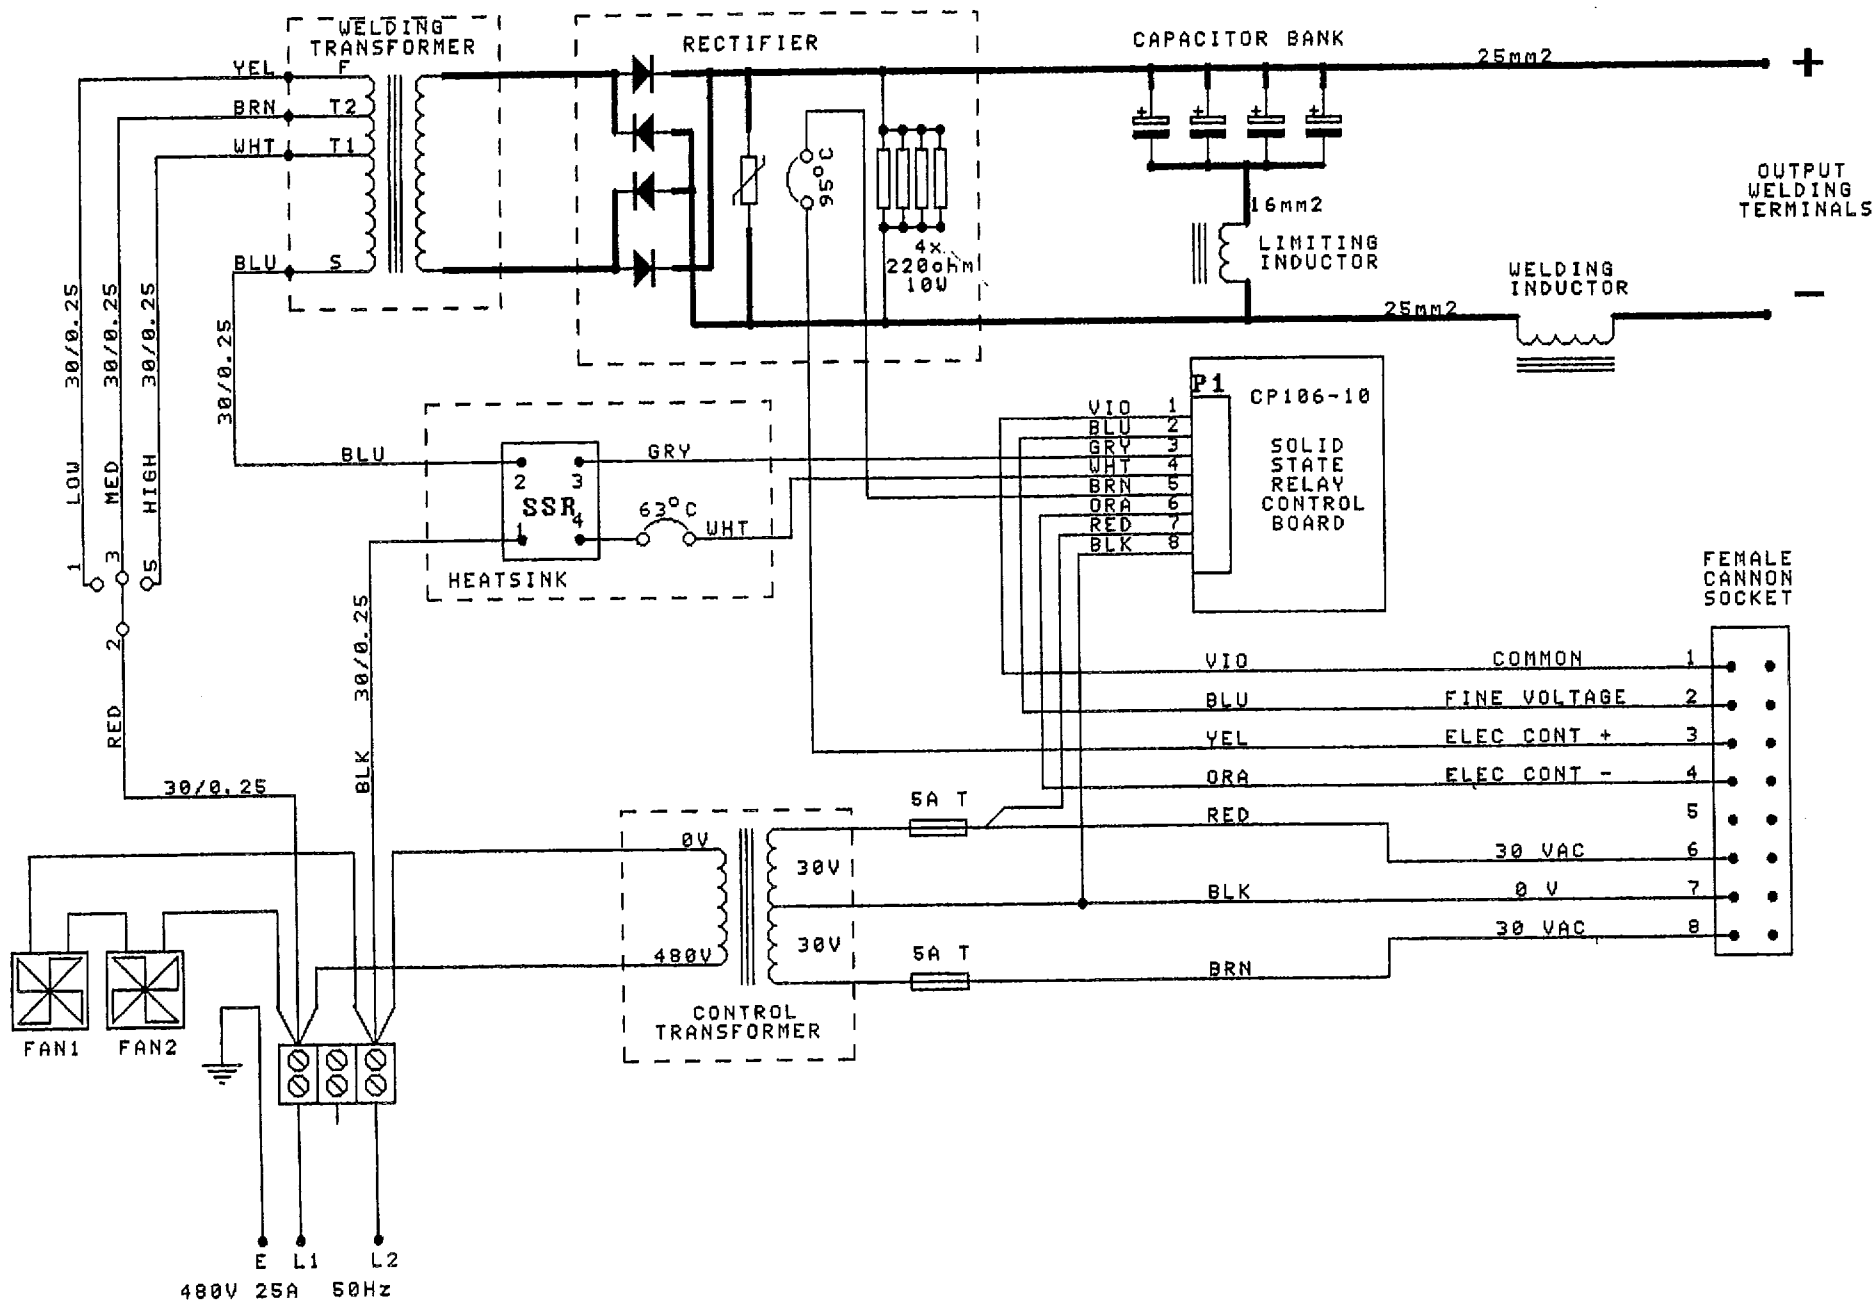 WELDING
TRANSFORMER
RECTIFIER
CAPACITOR BANK
25mm2
+
YEL F
BRN T2
WHT T1
BLU S
+
+
+
+
95°C
4x
220ohm
10W
16mm2
LIMITING
INDUCTOR
OUTPUT
WELDING
TERMINALS
WELDING
INDUCTOR
25mm2
−
30/0.25
30/0.25
30/0.25
30/0.25
LOW
MED
HIGH
1
3
5
2
BLU
GRY
2
3
SSR
1
4
63°C
WHT
HEATSINK
P1
CP106-10
SOLID
STATE
RELAY
CONTROL
BOARD
VIO 1
BLU 2
GRY 3
WHT 4
BRN 5
ORA 6
RED 7
BLK 8
FEMALE
CANNON
SOCKET
VIO COMMON 1
BLU FINE VOLTAGE 2
YEL ELEC CONT + 3
ORA ELEC CONT - 4
RED
5
30 VAC 6
BLK 0 V 7
30 VAC 8
BRN
RED
30/0.25
30/0.25
BLK
5A T
5A T
0V
480V
30V
30V
CONTROL
TRANSFORMER
FAN1
FAN2
E L1 L2
480V 25A 50Hz